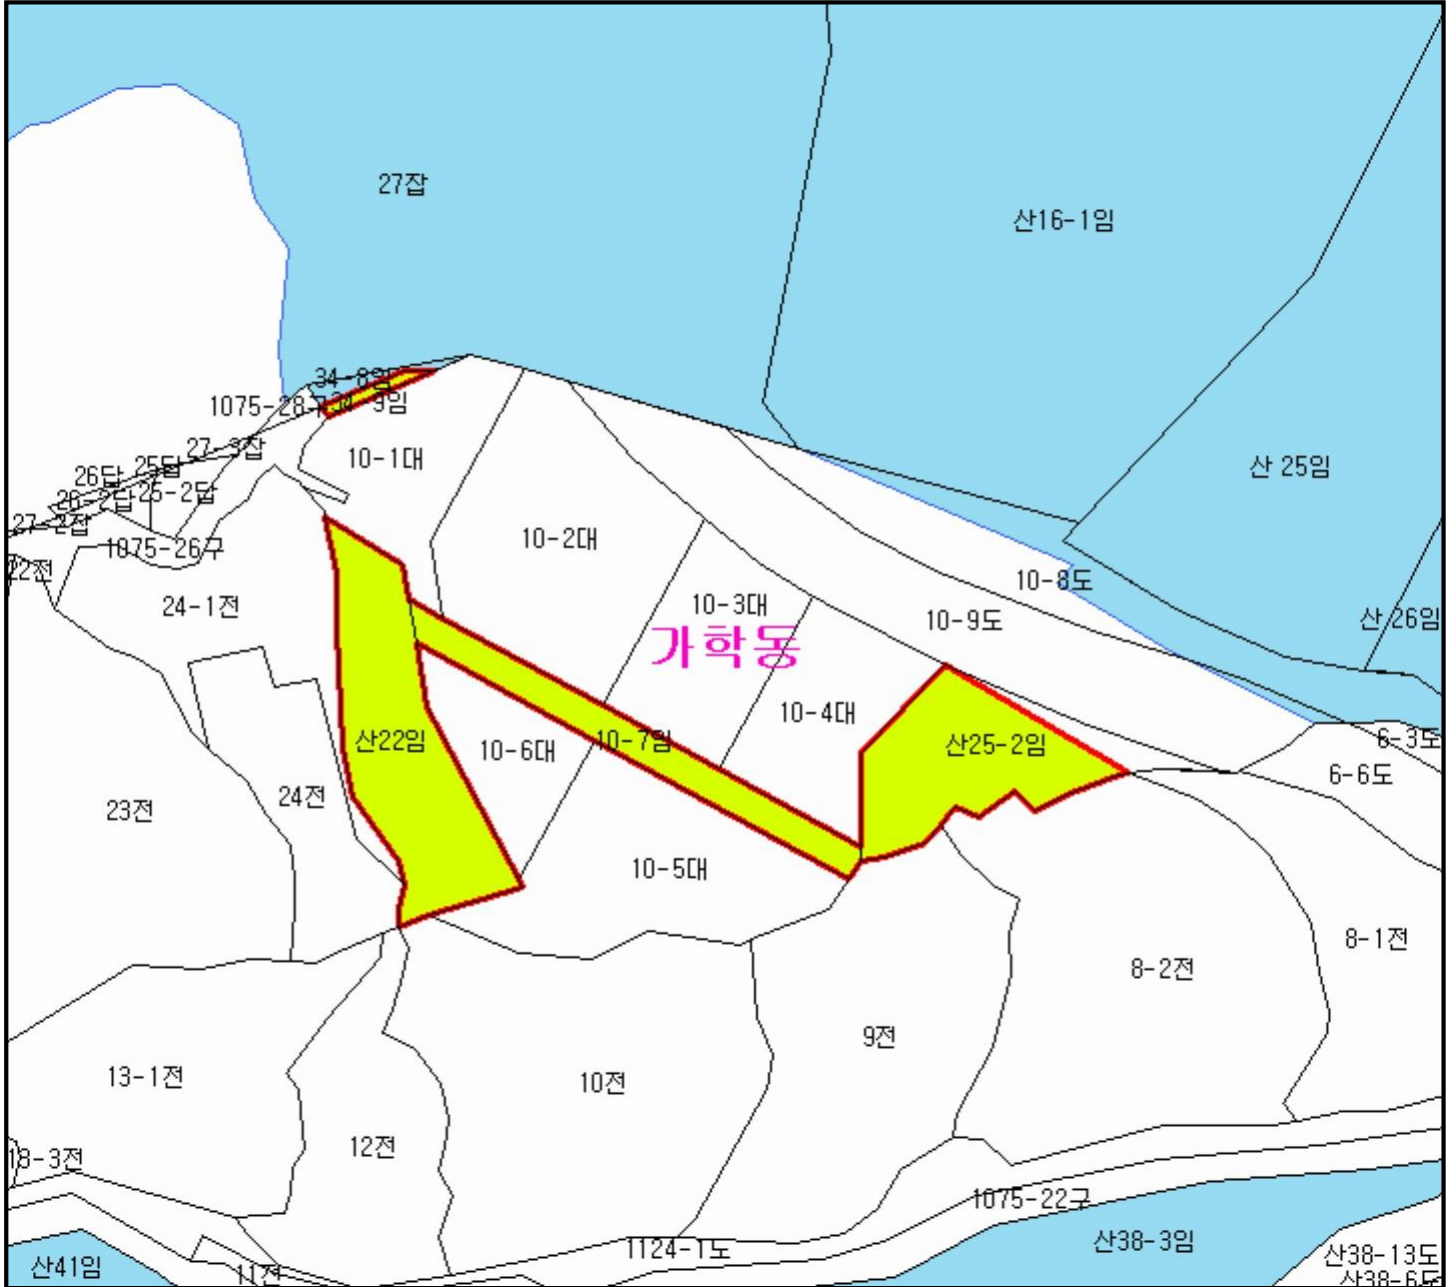 27잡
산16-1임
34-8임
1075-28구
34-9임
27-3잡
10-1대
26답
25답
산 25임
26-2답
25-2답
27-2잡
10-2대
1075-26구
22전
10-8도
24-1전
10-3대
10-9도
산 26임
가학동
10-4대
산22임
10-6대
10-7임
산25-2임
6-3도
6-6도
23전
24전
10-5대
8-1전
8-2전
9전
13-1전
10전
12전
18-3전
1075-22구
1124-1도
산38-3임
산38-13도
산41임
11전
산38-6도